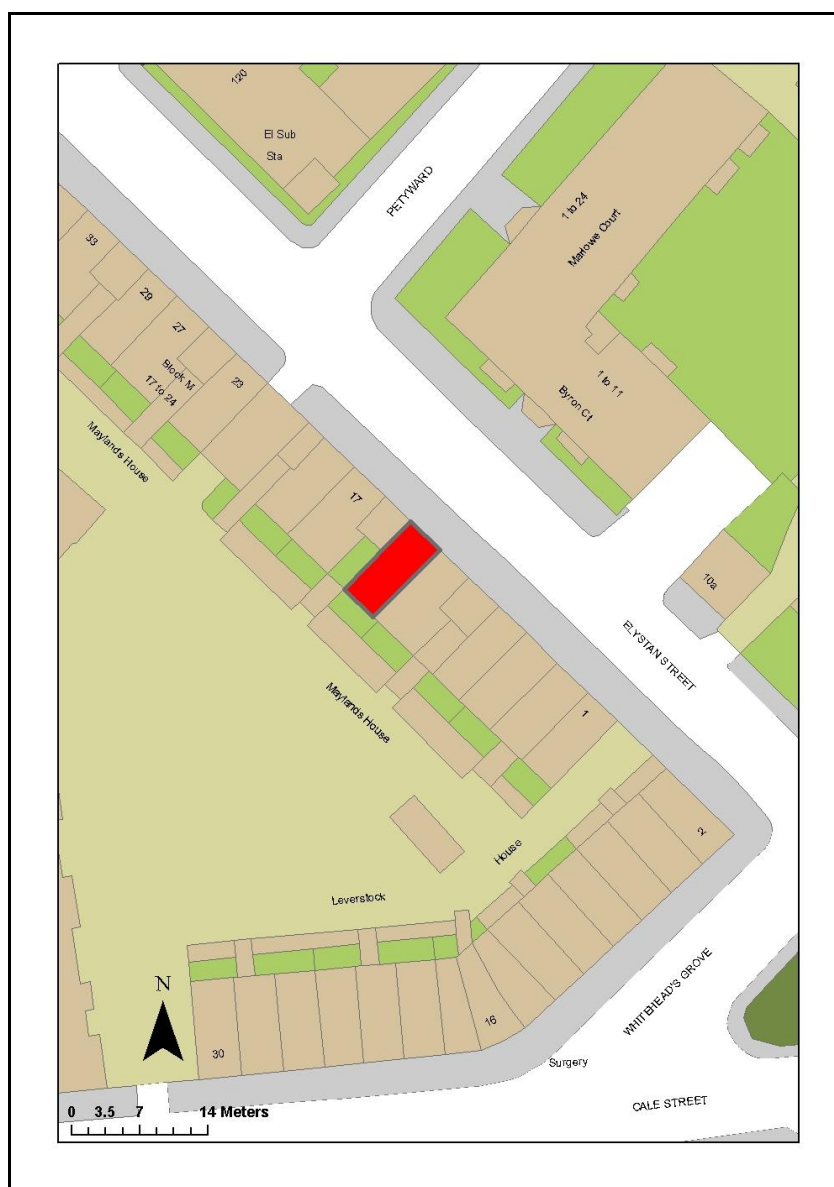 120
El Sub
Sta
PETYWARD
1 to 24
Marlowe Court
33
29
27
Block M
17 to 24
23
1 to 11
Byron Ct
Maylands House
17
10a
ELYSTAN STREET
Maylands House
1
2
House
Leverstock
WHITEHEAD'S GROVE
16
N
30
Surgery
CALE STREET
0 3.5 7 14 Meters